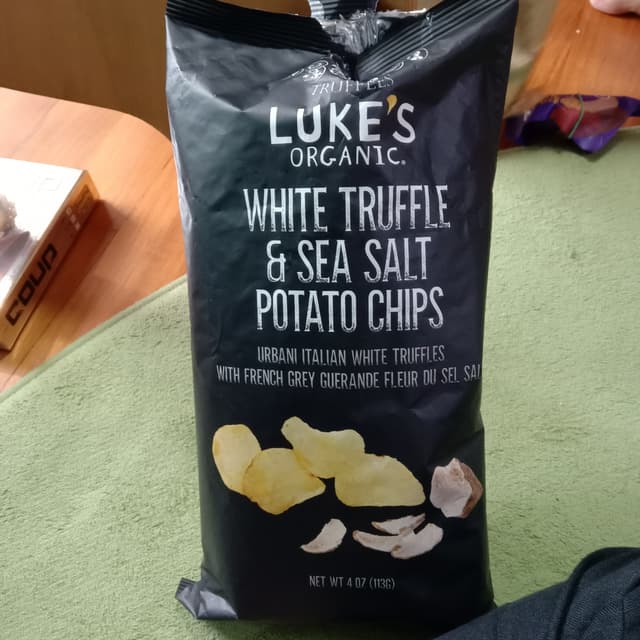 TRUFFLES
LUKE'S
ORGANIC®
WHITE TRUFFLE
& SEA SALT
POTATO CHIPS
URBANI ITALIAN WHITE TRUFFLES
WITH FRENCH GREY GUERANDE FLEUR DU SEL
NET WT 4 OZ (113G)
COUP